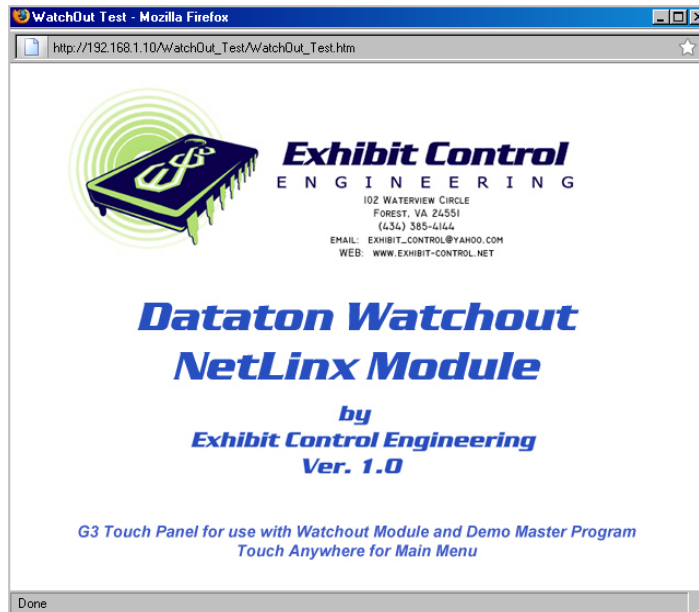 WatchOut Test - Mozilla Firefox
http://192.168.1.10/WatchOut_Test/WatchOut_Test.htm
Exhibit Control
ENGINEERING
102 WATERVIEW CIRCLE
FOREST, VA 24551
(434) 385-4144
EMAIL: EXHIBIT_CONTROL@YAHOO.COM
WEB: WWW.EXHIBIT-CONTROL.NET
Dataton Watchout
NetLinx Module
by
Exhibit Control Engineering
Ver. 1.0
G3 Touch Panel for use with Watchout Module and Demo Master Program
Touch Anywhere for Main Menu
Done